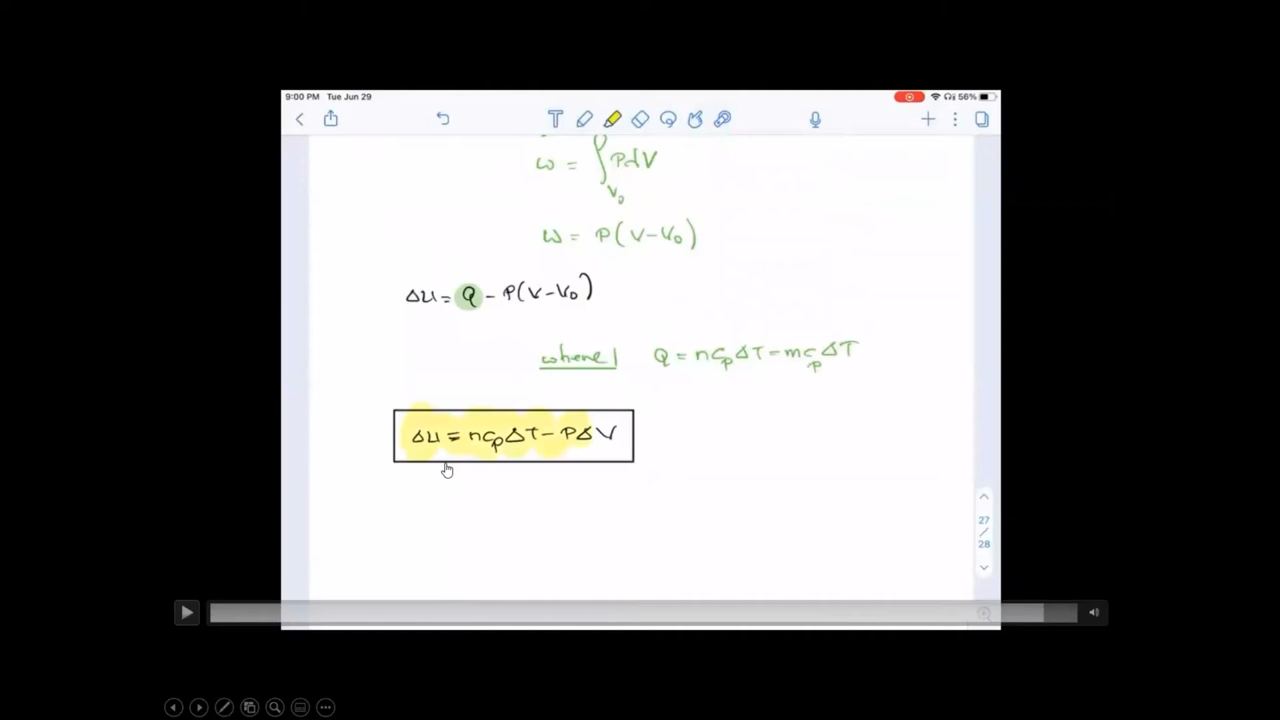 9:00 PM Tue Jun 29
56%
ω = ∫ PdV
V₀
ω = P(V-V₀)
ΔU = Q - P(V-V₀)
where Q = nCpΔT = mCpΔT
ΔU = nCpΔT - PΔV
27
/
28